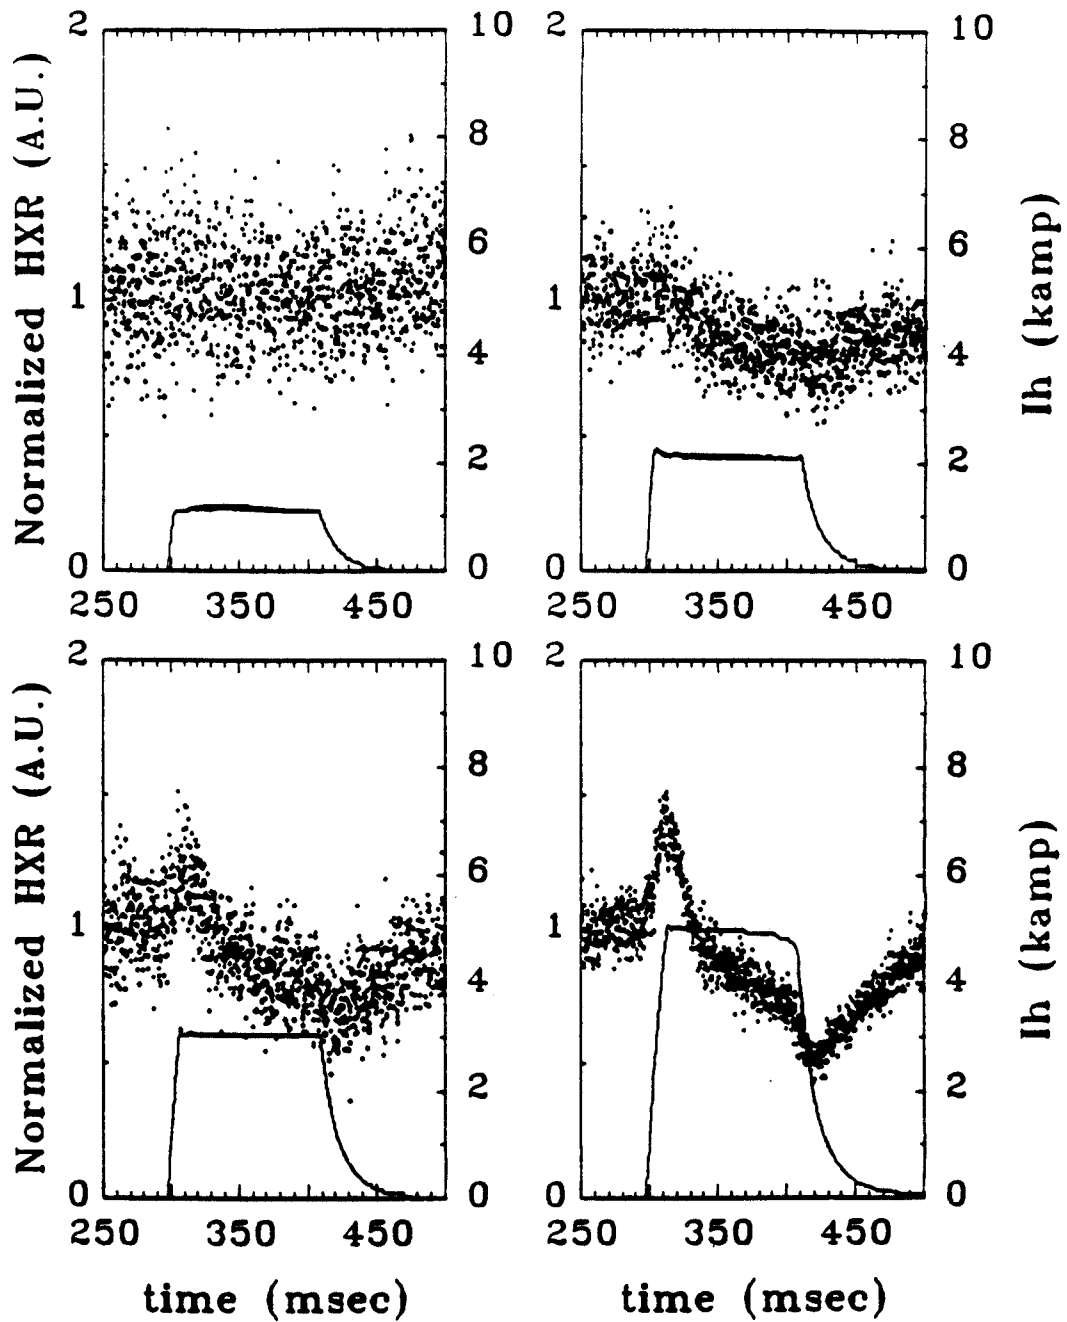 2 10 2 10
8 8
6 6
1 1
4 4
2 2
0 0 0 0
250 350 450 250 350 450
Normalized HXR (A.U.)
Ih (kamp)
2 10 2 10
8 8
6 6
1 1
4 4
2 2
0 0 0 0
250 350 450 250 350 450
Normalized HXR (A.U.)
Ih (kamp)
time (msec) time (msec)